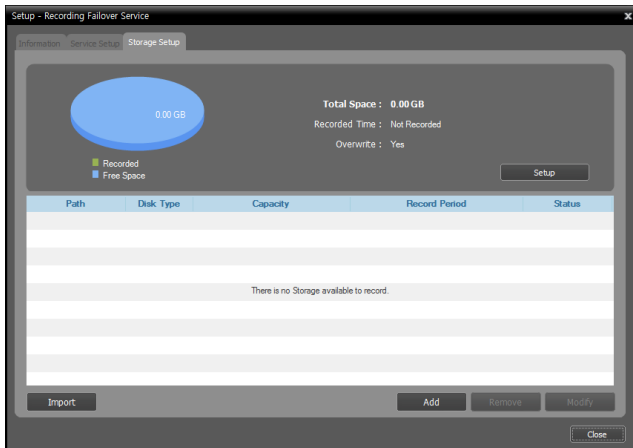 Setup - Recording Failover Service
x
Information Service Setup Storage Setup
0.00 GB
Total Space : 0.00 GB
Recorded Time : Not Recorded
Overwrite : Yes
Recorded
Free Space
Setup
Path Disk Type Capacity Record Period Status
There is no Storage available to record.
Import Add Remove Modify
Close